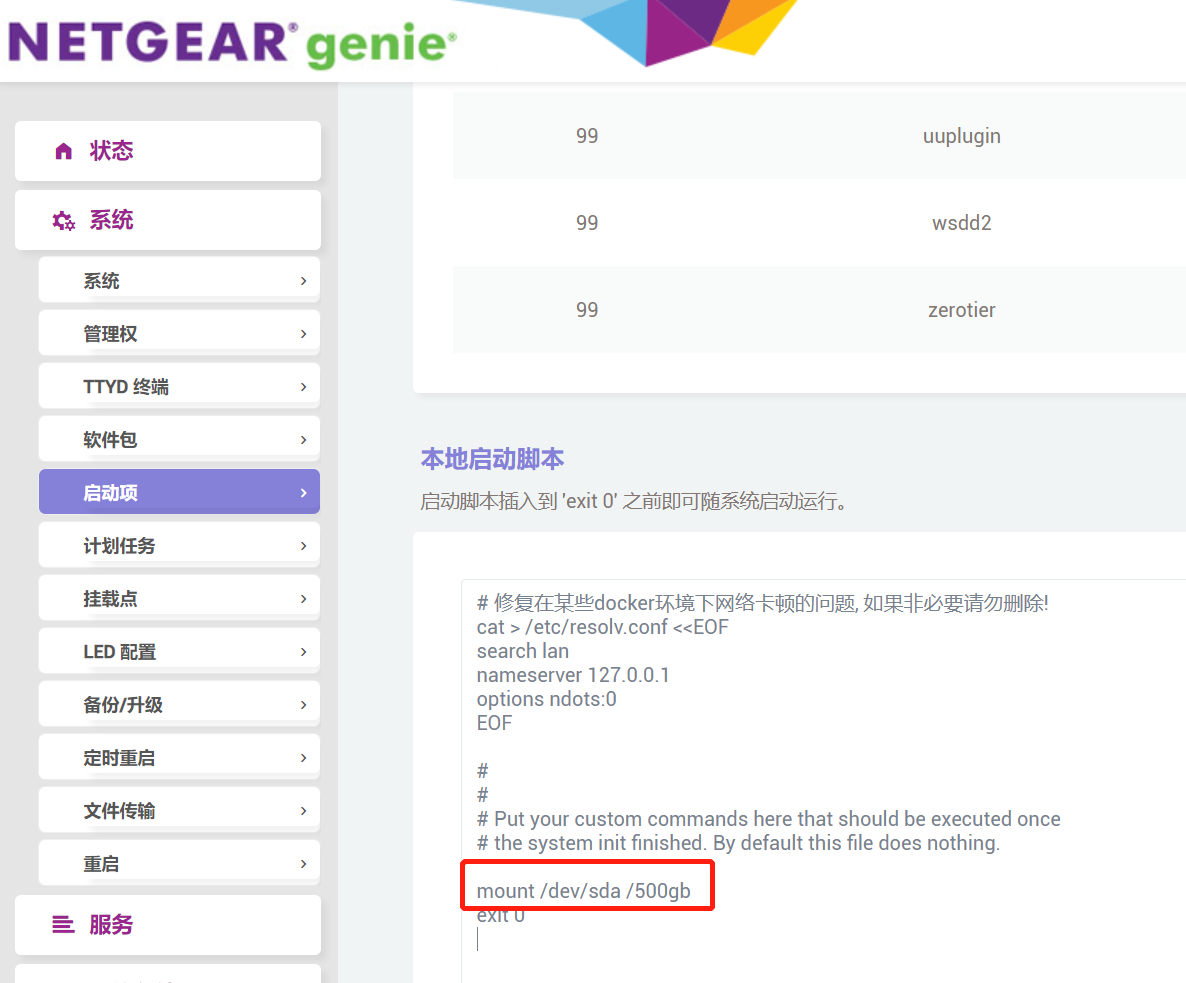 NETGEAR® genie®
状态
系统
系统
管理权
TTYD 终端
软件包
启动项
计划任务
挂载点
LED 配置
备份/升级
定时重启
文件传输
重启
服务
99 uuplugin
99 wsdd2
99 zerotier
本地启动脚本
启动脚本插入到 'exit 0' 之前即可随系统启动运行。
# 修复在某些docker环境下网络卡顿的问题, 如果非必要请勿删除!
cat > /etc/resolv.conf <<EOF
search lan
nameserver 127.0.0.1
options ndots:0
EOF
#
#
# Put your custom commands here that should be executed once
# the system init finished. By default this file does nothing.
mount /dev/sda /500gb
exit 0